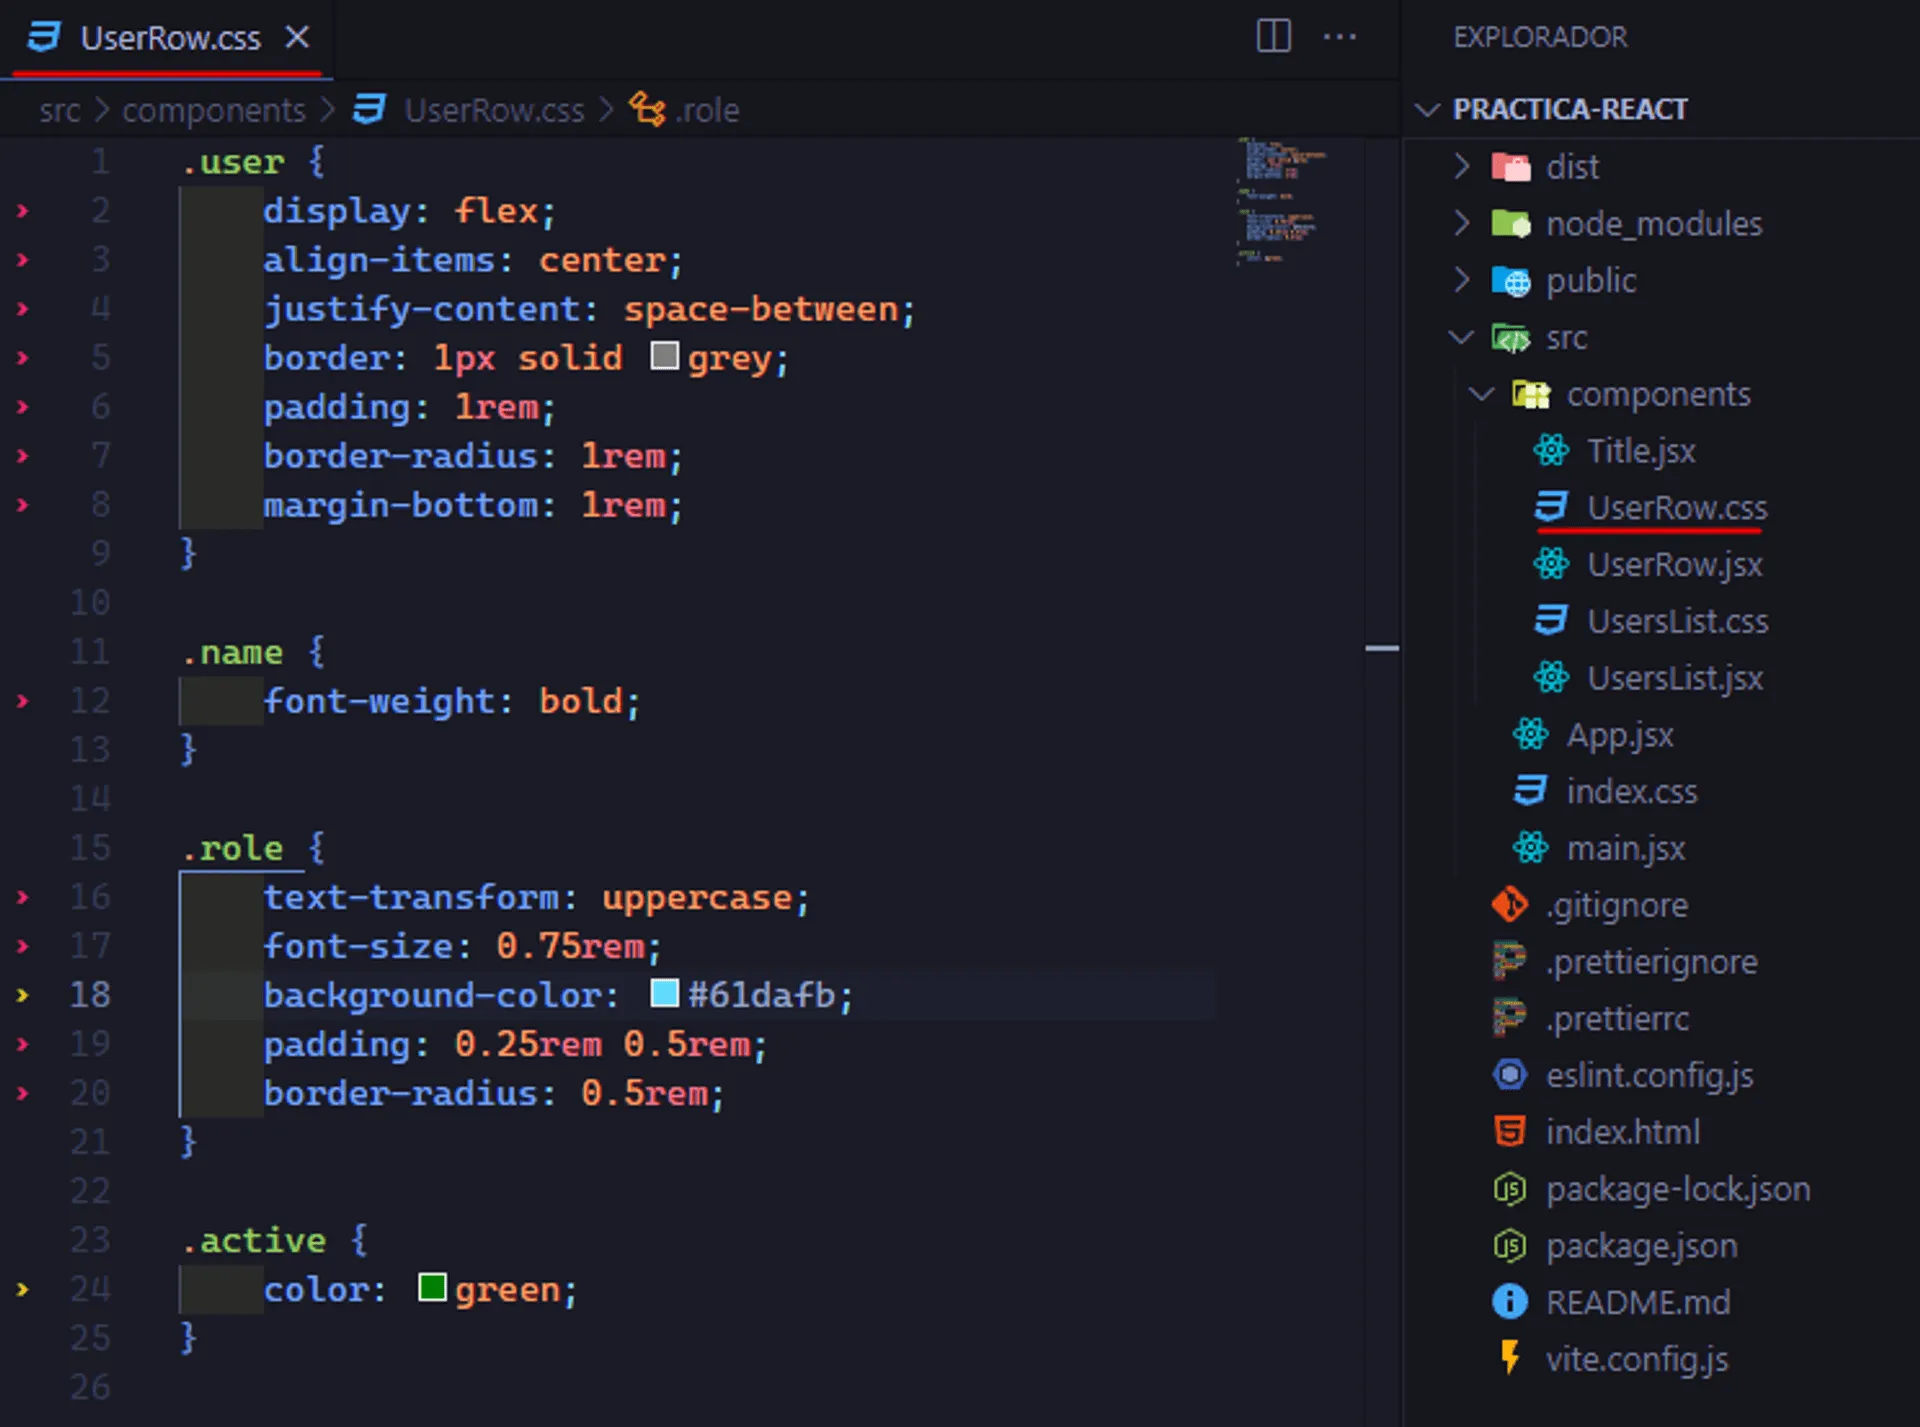 UserRow.css
src > components > UserRow.css > .role
1 .user {
2 display: flex;
3 align-items: center;
4 justify-content: space-between;
5 border: 1px solid grey;
6 padding: 1rem;
7 border-radius: 1rem;
8 margin-bottom: 1rem;
9 }
10
11 .name {
12 font-weight: bold;
13 }
14
15 .role {
16 text-transform: uppercase;
17 font-size: 0.75rem;
18 background-color: #61dafb;
19 padding: 0.25rem 0.5rem;
20 border-radius: 0.5rem;
21 }
22
23 .active {
24 color: green;
25 }
26
EXPLORADOR
PRACTICA-REACT
dist
node_modules
public
src
components
Title.jsx
UserRow.css
UserRow.jsx
UsersList.css
UsersList.jsx
App.jsx
index.css
main.jsx
.gitignore
.prettierignore
.prettierrc
eslint.config.js
index.html
package-lock.json
package.json
README.md
vite.config.js